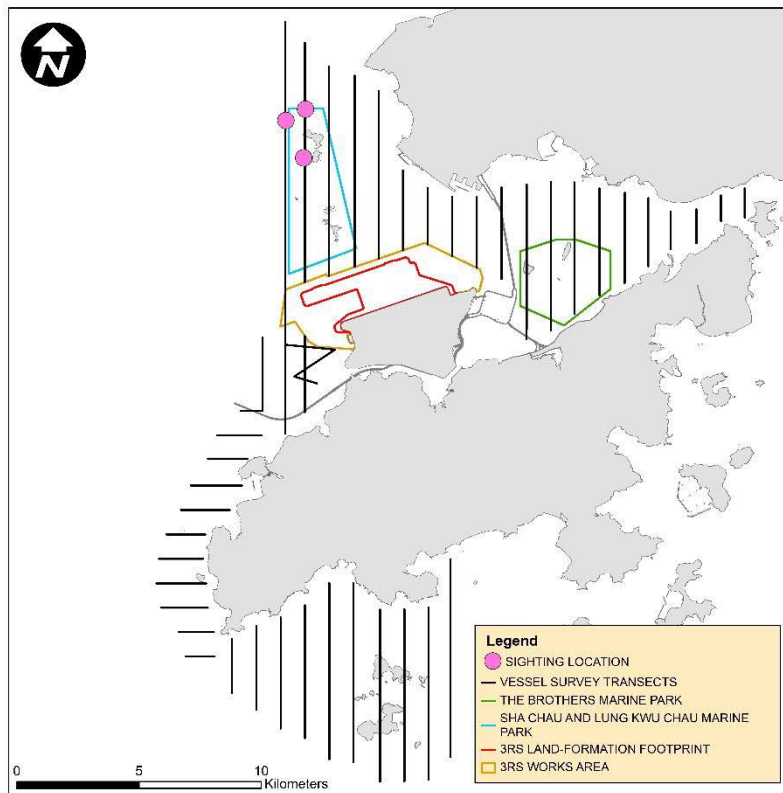 N
Legend
SIGHTING LOCATION
VESSEL SURVEY TRANSECTS
THE BROTHERS MARINE PARK
SHA CHAU AND LUNG KWU CHAU MARINE
PARK
3RS LAND-FORMATION FOOTPRINT
3RS WORKS AREA
0 5 10
Kilometers